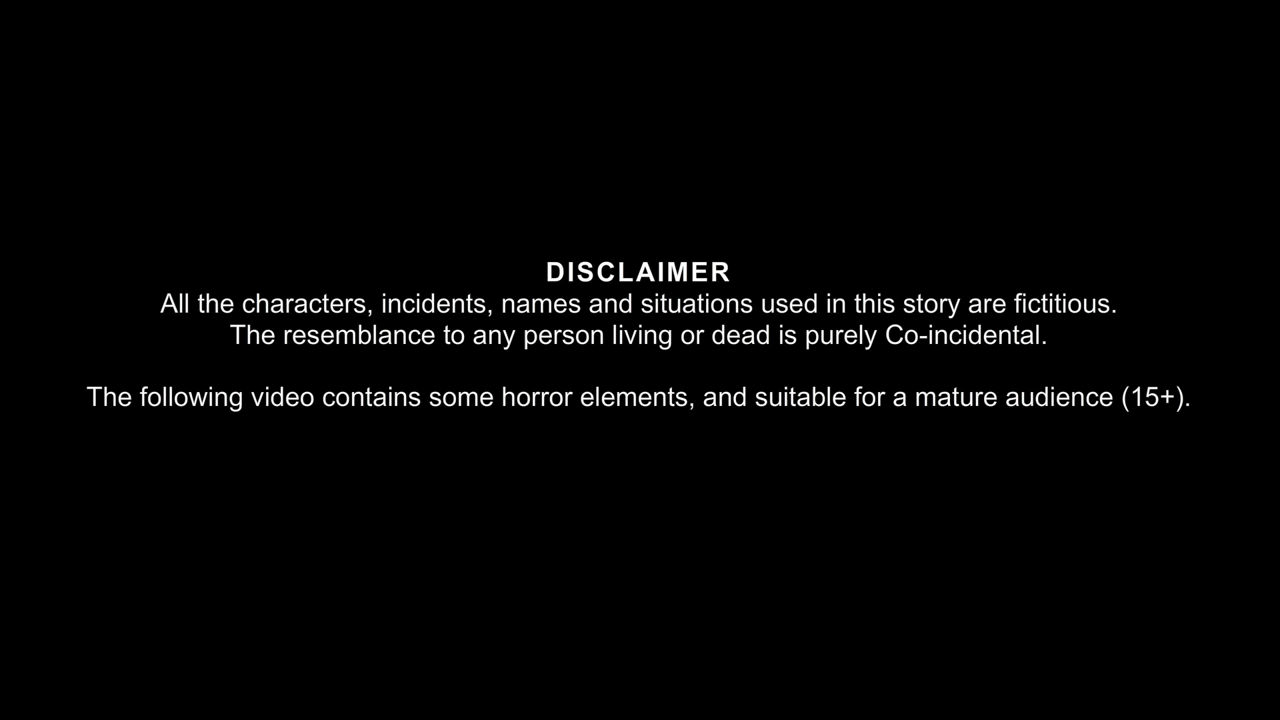 DISCLAIMER
All the characters, incidents, names and situations used in this story are fictitious.
The resemblance to any person living or dead is purely Co-incidental.
The following video contains some horror elements, and suitable for a mature audience (15+).